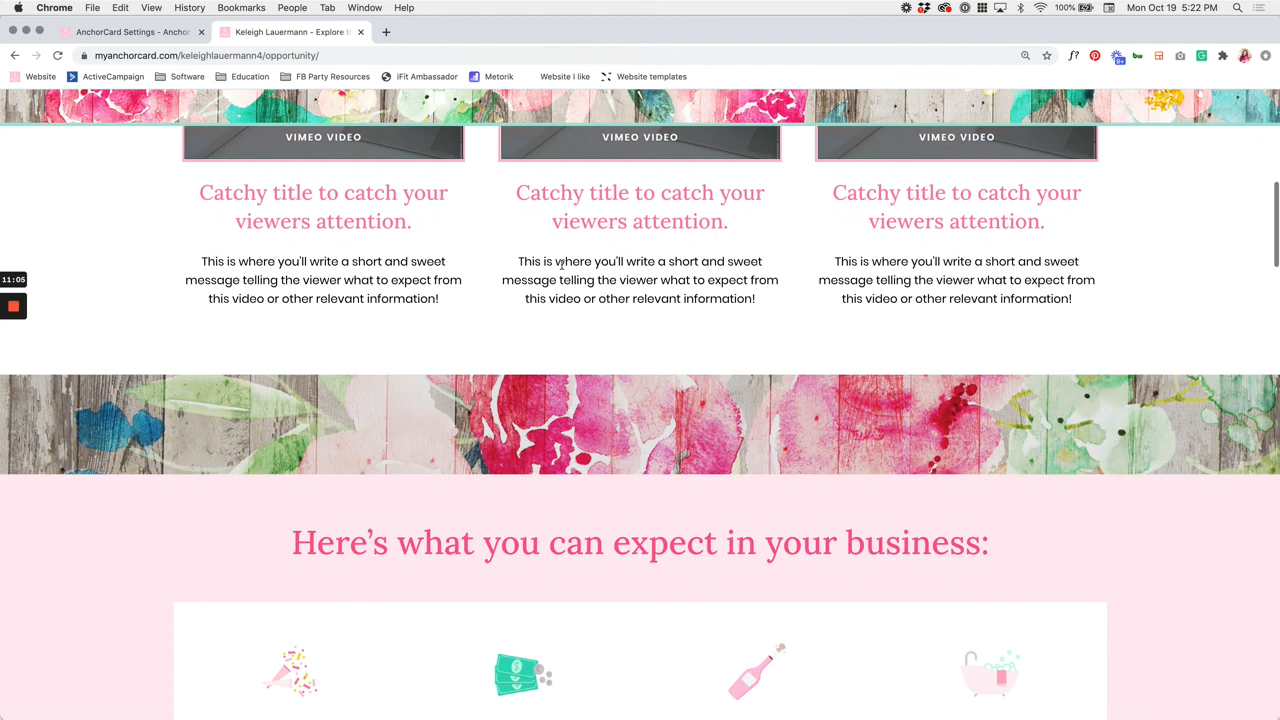 Chrome File Edit View History Bookmarks People Tab Window Help 100% Mon Oct 19 5:22 PM
AnchorCard Settings - Anchor Keleigh Lauermann - Explore t
myanchorcard.com/keleighlauermann4/opportunity/ f? 9+
Website ActiveCampaign Software Education FB Party Resources iFit Ambassador Metorik Website I like Website templates
VIMEO VIDEO VIMEO VIDEO VIMEO VIDEO
Catchy title to catch your Catchy title to catch your Catchy title to catch your
viewers attention. viewers attention. viewers attention.
This is where you'll write a short and sweet This is where you'll write a short and sweet This is where you'll write a short and sweet
11:05 message telling the viewer what to expect from message telling the viewer what to expect from message telling the viewer what to expect from
this video or other relevant information! this video or other relevant information! this video or other relevant information!
Here's what you can expect in your business: